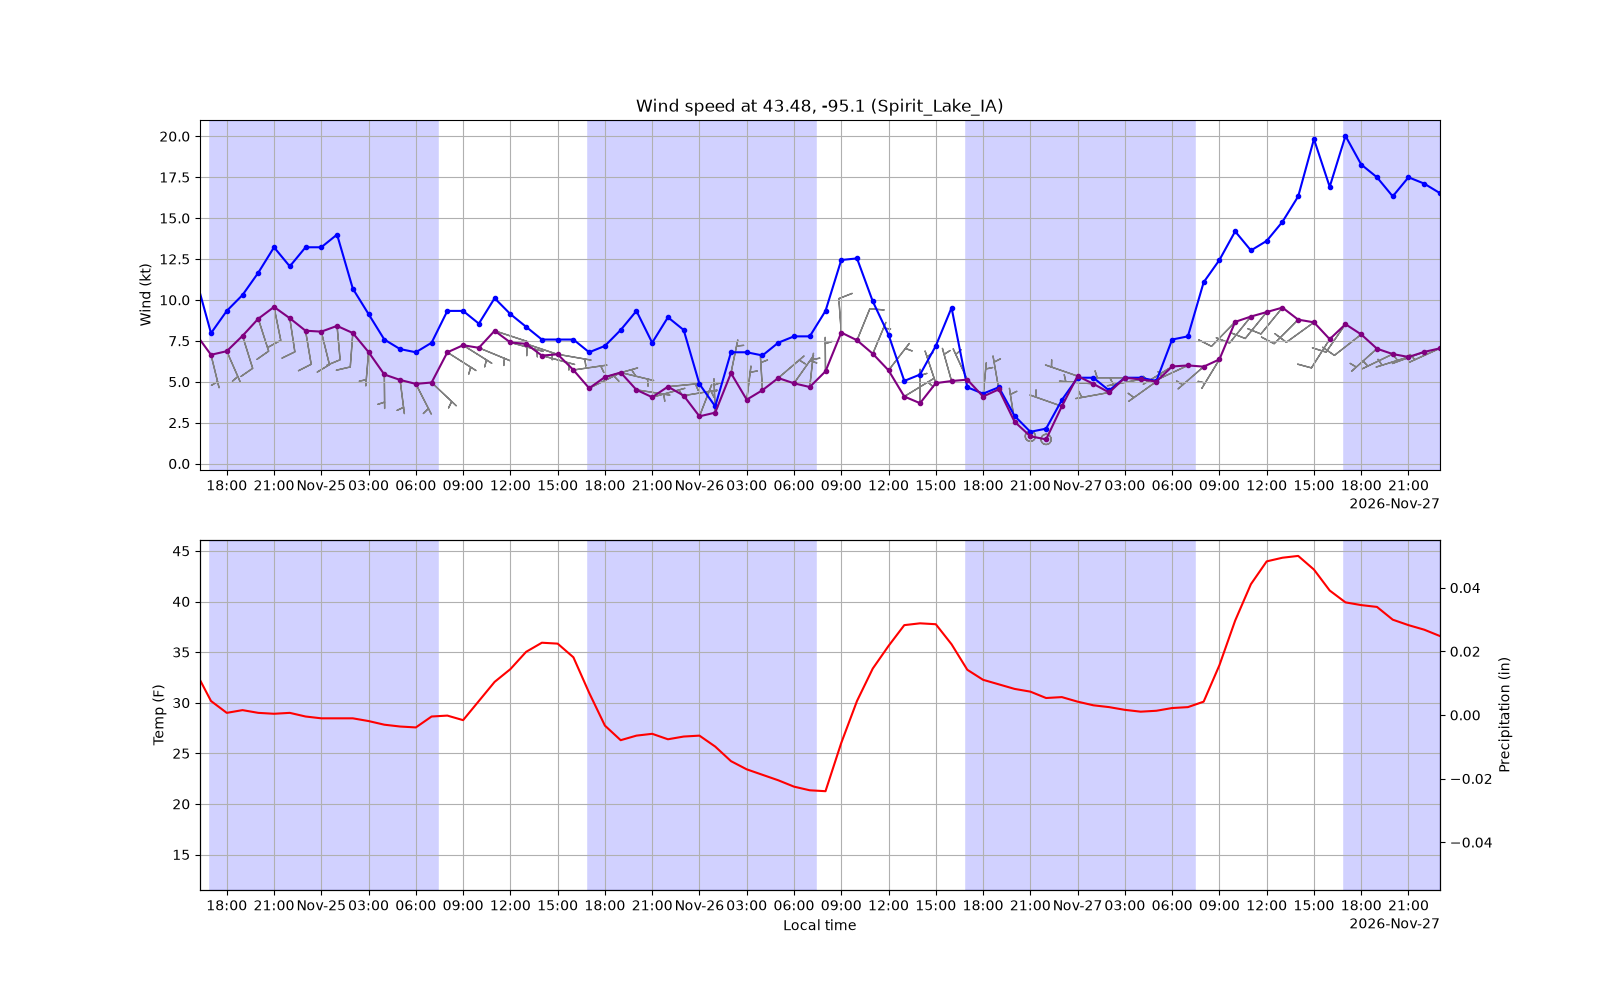 Wind speed at 43.48, -95.1 (Spirit_Lake_IA)
20.0
17.5
15.0
12.5
10.0
7.5
5.0
2.5
0.0
Wind (kt)
18:00 21:00 Nov-25 03:00 06:00 09:00 12:00 15:00 18:00 21:00 Nov-26 03:00 06:00 09:00 12:00 15:00 18:00 21:00 Nov-27 03:00 06:00 09:00 12:00 15:00 18:00 21:00
2026-Nov-27
45
40
35
30
25
20
15
Temp (F)
0.04
0.02
0.00
−0.02
−0.04
Precipitation (in)
18:00 21:00 Nov-25 03:00 06:00 09:00 12:00 15:00 18:00 21:00 Nov-26 03:00 06:00 09:00 12:00 15:00 18:00 21:00 Nov-27 03:00 06:00 09:00 12:00 15:00 18:00 21:00
Local time
2026-Nov-27